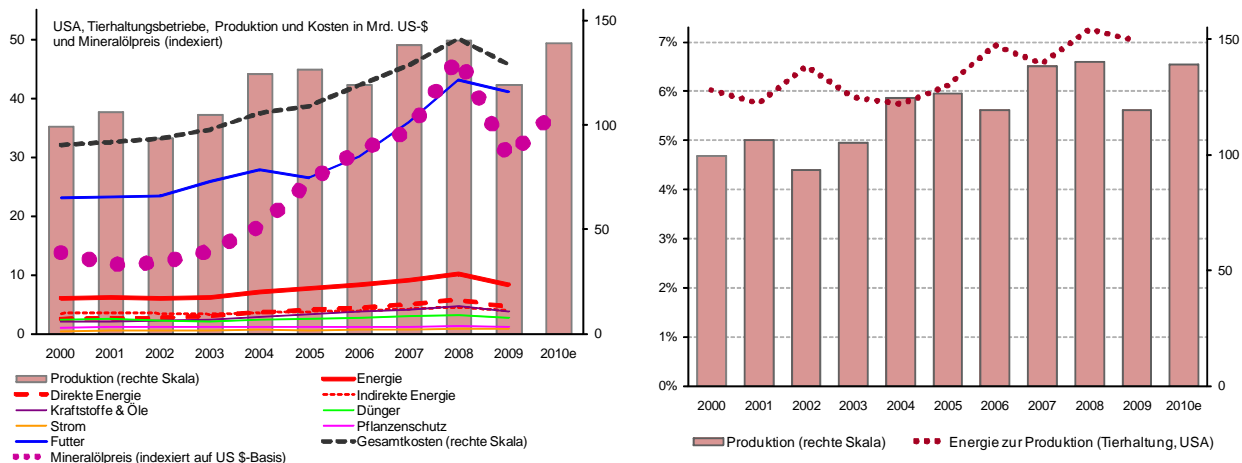 USA, Tierhaltungsbetriebe, Produktion und Kosten in Mrd. US-$
und Mineralölpreis (indexiert)
50
40
30
20
10
0
150
100
50
0
2000 2001 2002 2003 2004 2005 2006 2007 2008 2009 2010e
Produktion (rechte Skala)
Energie
Direkte Energie
Indirekte Energie
Kraftstoffe & Öle
Dünger
Strom
Pflanzenschutz
Futter
Gesamtkosten (rechte Skala)
Mineralölpreis (indexiert auf US $-Basis)
7%
6%
5%
4%
3%
2%
1%
0%
150
100
50
0
2000 2001 2002 2003 2004 2005 2006 2007 2008 2009 2010e
Produktion (rechte Skala)
Energie zur Produktion (Tierhaltung, USA)